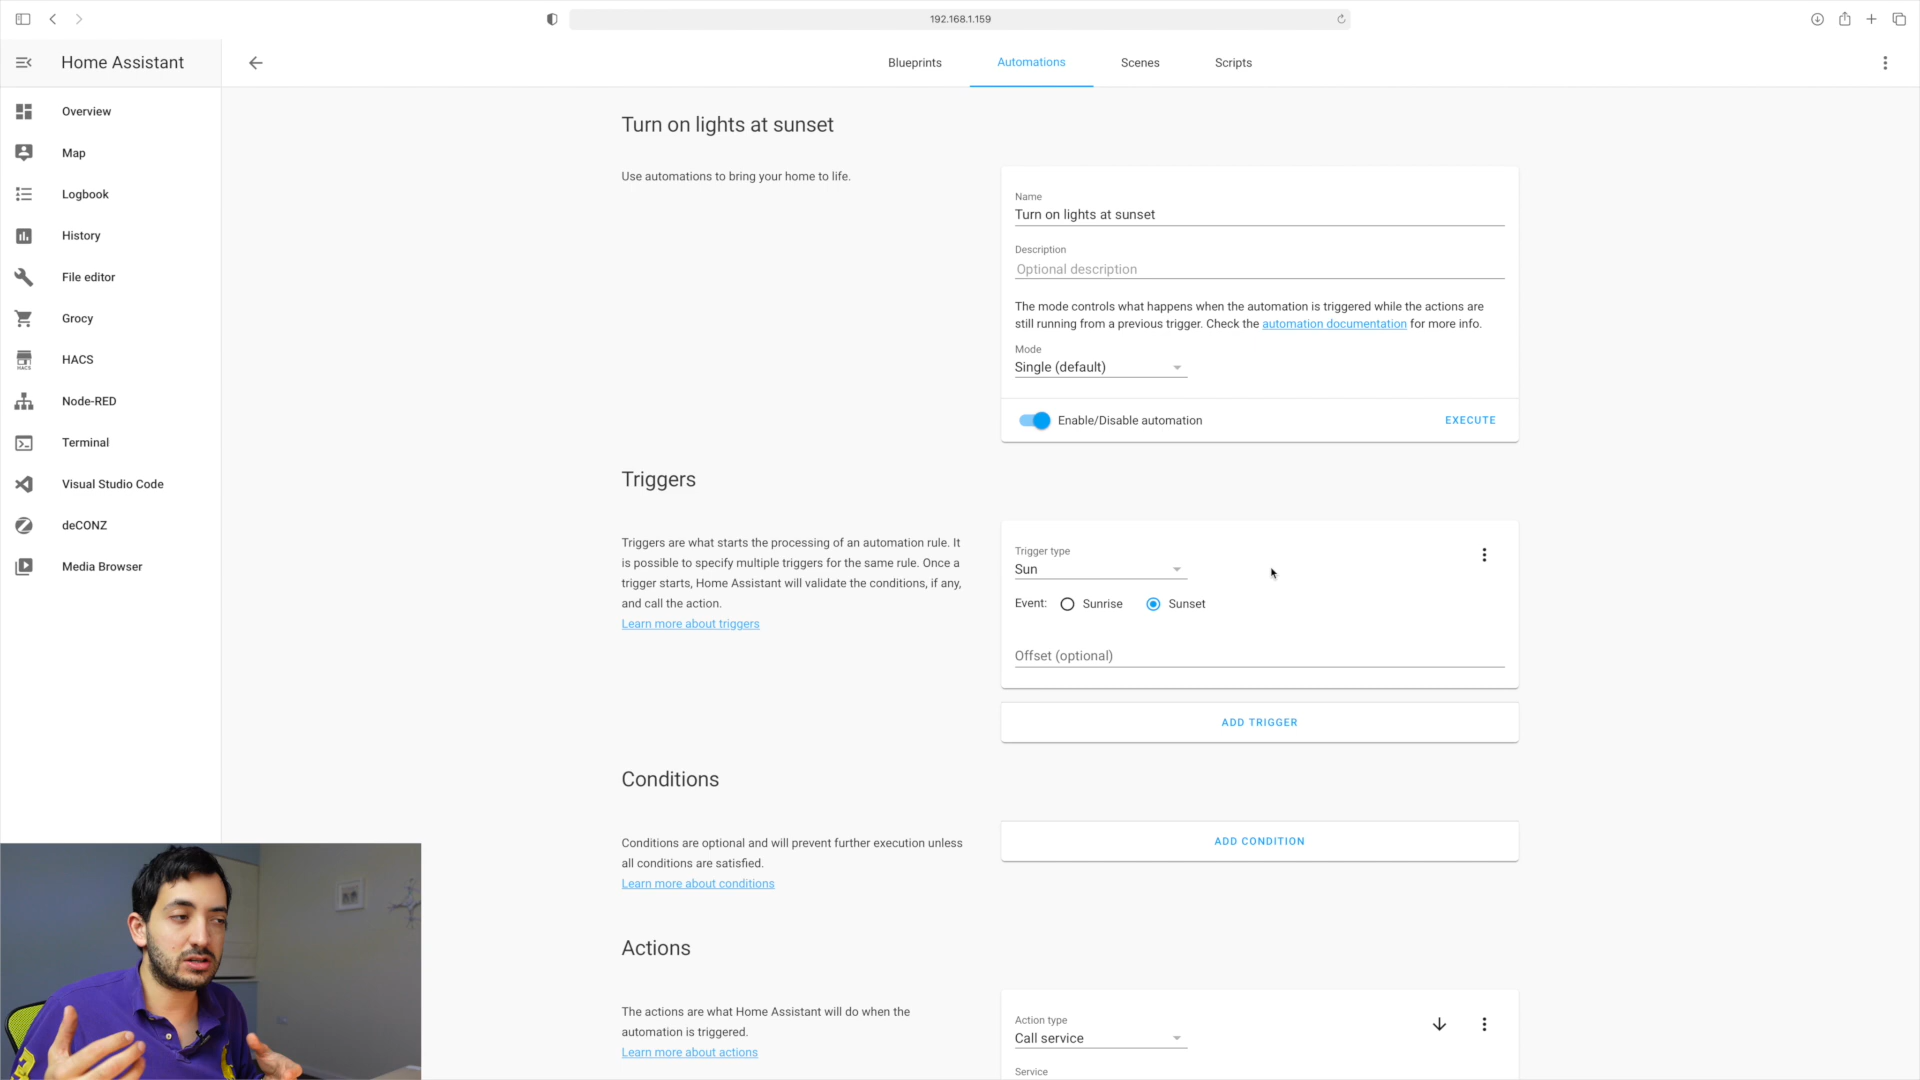 192.168.1.159
Home Assistant
Blueprints
Automations
Scenes
Scripts
Overview
Map
Logbook
History
File editor
Grocy
HACS
HACS
Node-RED
Terminal
Visual Studio Code
deCONZ
Media Browser
Turn on lights at sunset
Use automations to bring your home to life.
Name
Turn on lights at sunset
Description
Optional description
The mode controls what happens when the automation is triggered while the actions are
still running from a previous trigger. Check the automation documentation for more info.
Mode
Single (default)
Enable/Disable automation
EXECUTE
Triggers
Triggers are what starts the processing of an automation rule. It
is possible to specify multiple triggers for the same rule. Once a
trigger starts, Home Assistant will validate the conditions, if any,
and call the action.
Learn more about triggers
Trigger type
Sun
Event: Sunrise Sunset
Offset (optional)
ADD TRIGGER
Conditions
Conditions are optional and will prevent further execution unless
all conditions are satisfied.
Learn more about conditions
ADD CONDITION
Actions
The actions are what Home Assistant will do when the
automation is triggered.
Learn more about actions
Action type
Call service
Service